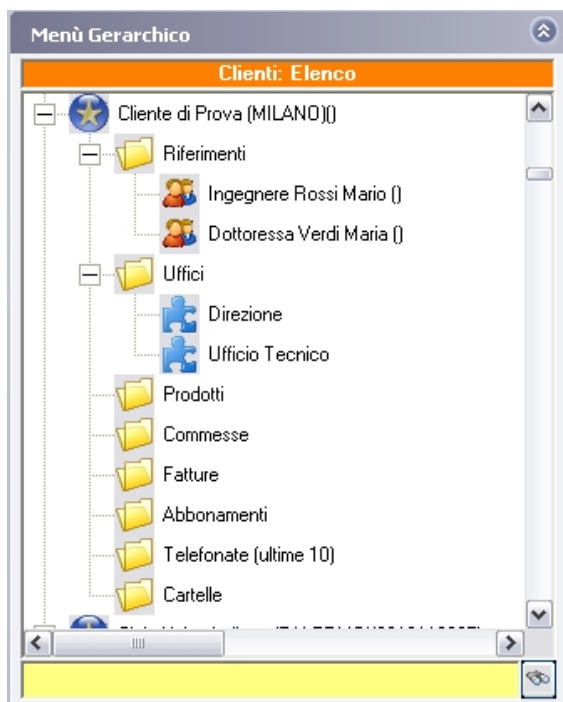 Menù Gerarchico
Clienti: Elenco
Cliente di Prova (MILANO)()
Riferimenti
Ingegnere Rossi Mario ()
Dottoressa Verdi Maria ()
Uffici
Direzione
Ufficio Tecnico
Prodotti
Commesse
Fatture
Abbonamenti
Telefonate (ultime 10)
Cartelle